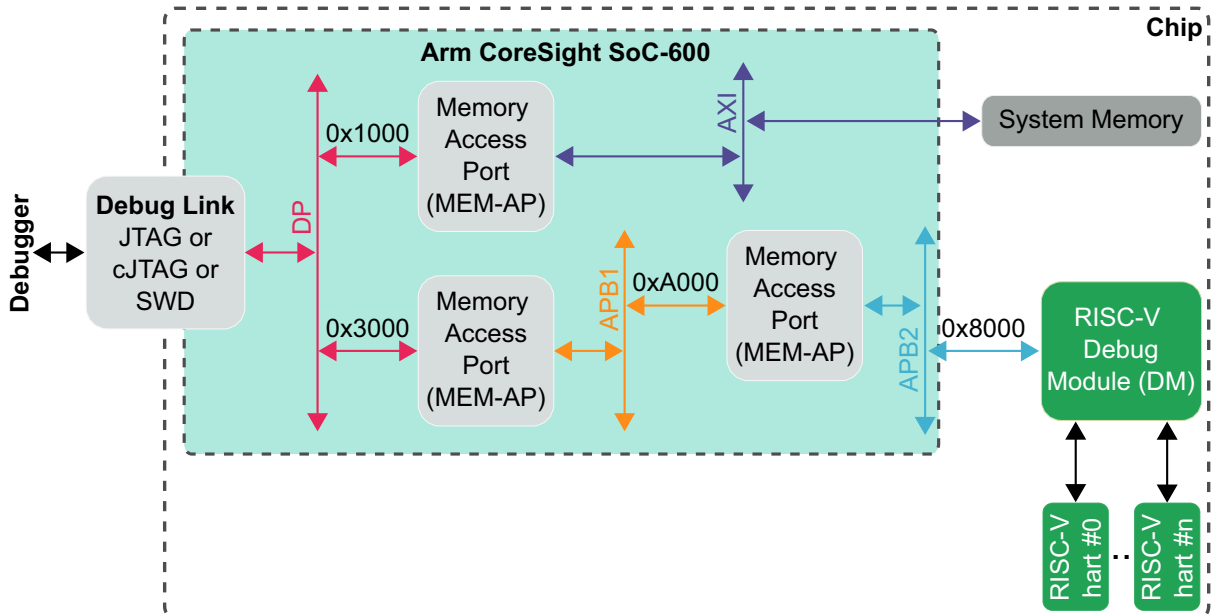 Chip
Arm CoreSight SoC-600
Memory
Access
Port
(MEM-AP)
0x1000
AXI
System Memory
Debugger
Debug Link
JTAG or
cJTAG or
SWD
DP
0x3000
Memory
Access
Port
(MEM-AP)
APB1
0xA000
Memory
Access
Port
(MEM-AP)
APB2
0x8000
RISC-V
Debug
Module (DM)
RISC-V
hart #0
..
RISC-V
hart #n